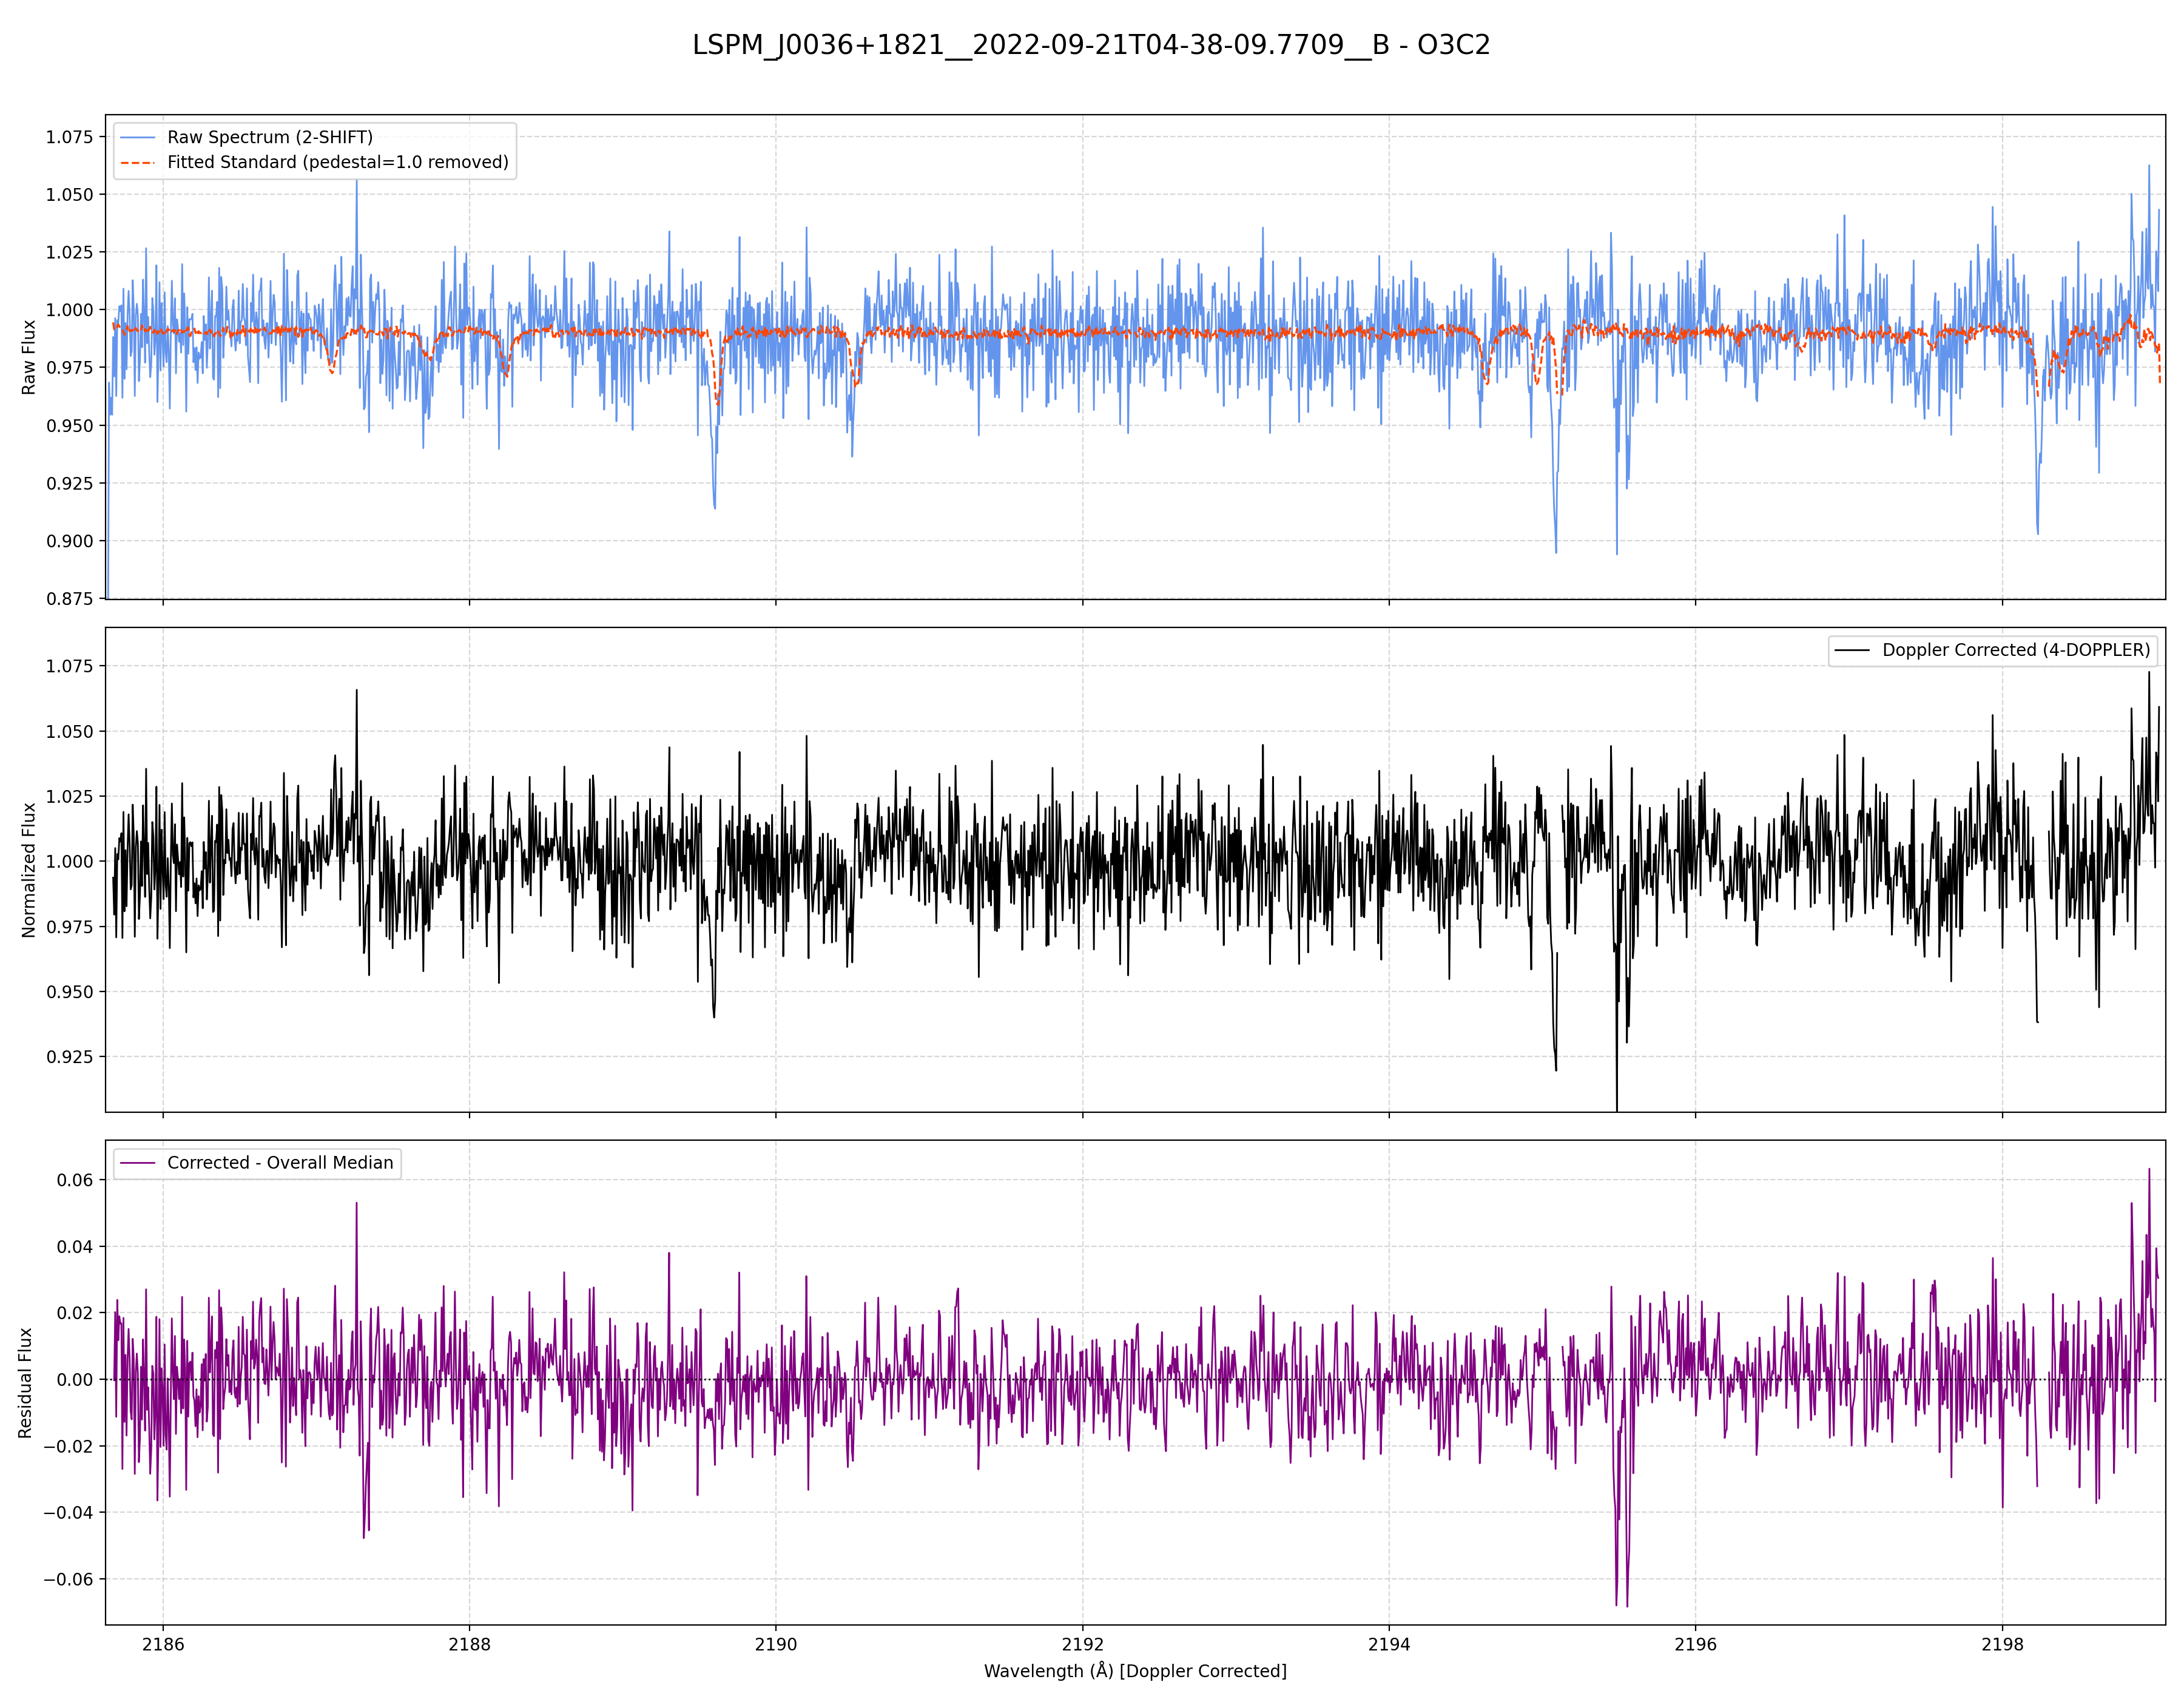 LSPM_J0036+1821__2022-09-21T04-38-09.7709__B - O3C2
Raw Spectrum (2-SHIFT)
Fitted Standard (pedestal=1.0 removed)
1.075
1.050
1.025
1.000
0.975
0.950
0.925
0.900
0.875
Raw Flux
Doppler Corrected (4-DOPPLER)
1.075
1.050
1.025
1.000
0.975
0.950
0.925
Normalized Flux
Corrected - Overall Median
0.06
0.04
0.02
0.00
−0.02
−0.04
−0.06
Residual Flux
2186 2188 2190 2192 2194 2196 2198
Wavelength (Å) [Doppler Corrected]